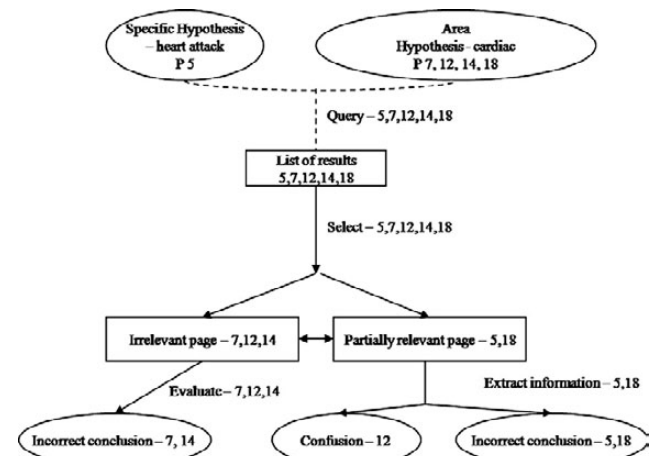 Specific Hypothesis
– heart attack
P 5
Area
Hypothesis - cardiac
P 7, 12, 14, 18
Query – 5,7,12,14,18
List of results
5,7,12,14,18
Select – 5,7,12,14,18
Irrelevant page – 7,12,14
Partially relevant page – 5,18
Evaluate – 7,12,14
Extract information – 5,18
Incorrect conclusion – 7, 14
Confusion – 12
Incorrect conclusion – 5,18